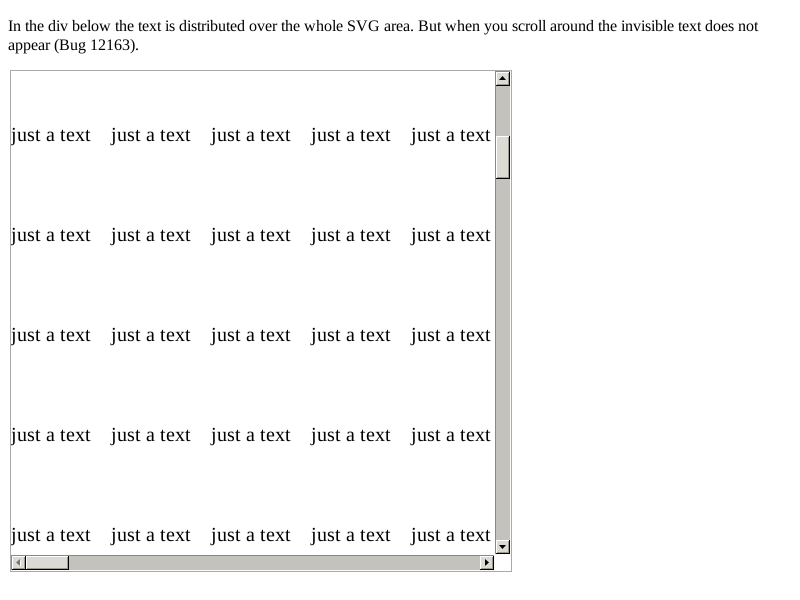 In the div below the text is distributed over the whole SVG area. But when you scroll around the invisible text does not
appear (Bug 12163).
just a text just a text just a text just a text just a text
just a text just a text just a text just a text just a text
just a text just a text just a text just a text just a text
just a text just a text just a text just a text just a text
just a text just a text just a text just a text just a text